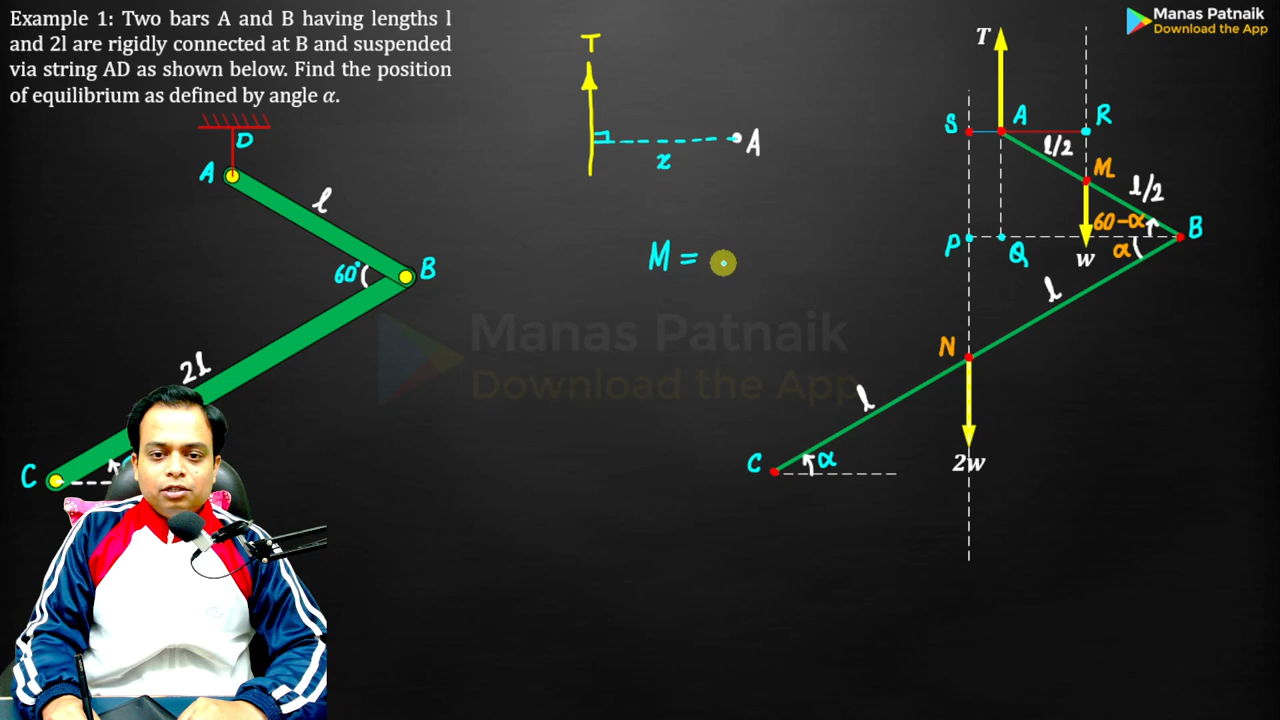 Example 1: Two bars A and B having lengths l
and 2l are rigidly connected at B and suspended
via string AD as shown below. Find the position
of equilibrium as defined by angle α.
D
A
l
60°
B
2l
C
T
x
A
M =
Manas Patnaik
Download the App
Manas Patnaik
Download the App
T
S
A
R
l/2
M
l/2
60-α
B
P
Q
w
α
l
N
l
C
α
2w